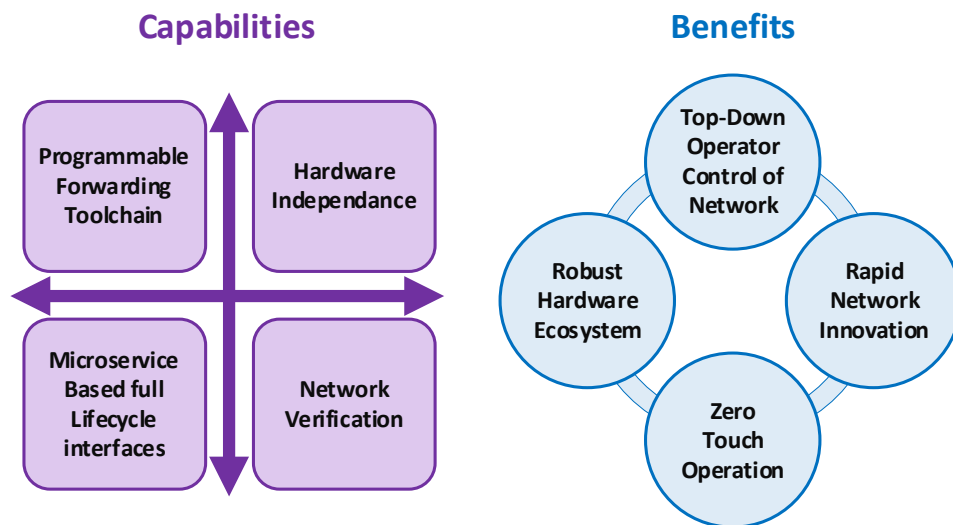 Capabilities
Programmable
Forwarding
Toolchain
Hardware
Independance
Microservice
Based full
Lifecycle
interfaces
Network
Verification
Benefits
Top-Down
Operator
Control of
Network
Robust
Hardware
Ecosystem
Rapid
Network
Innovation
Zero
Touch
Operation